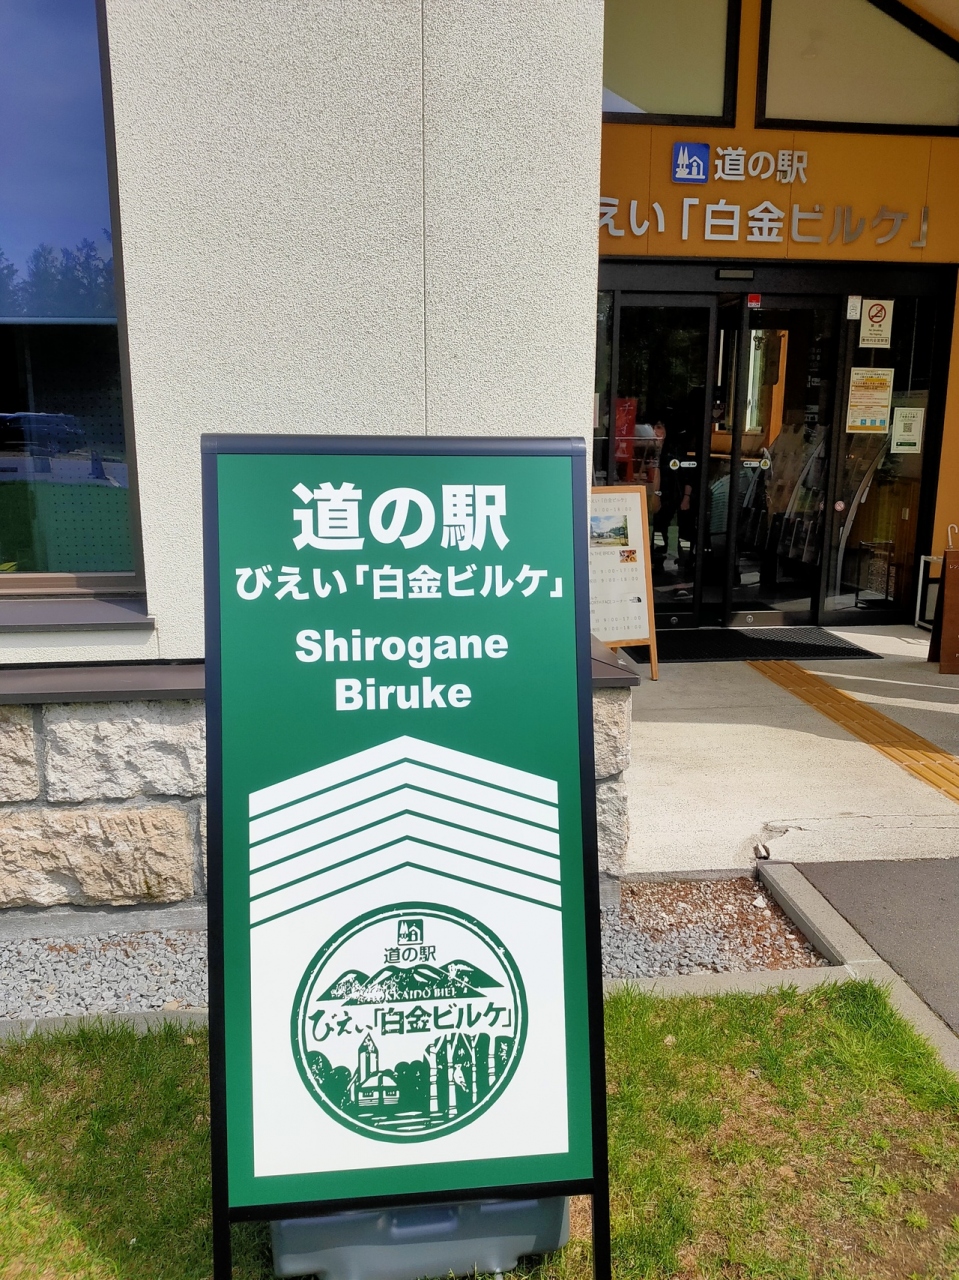 道の駅
えい「白金ビルケ」
道の駅
びえい「白金ビルケ」
Shirogane
Biruke
道の駅
HOKKAIDO BIEI
びえい「白金ビルケ」